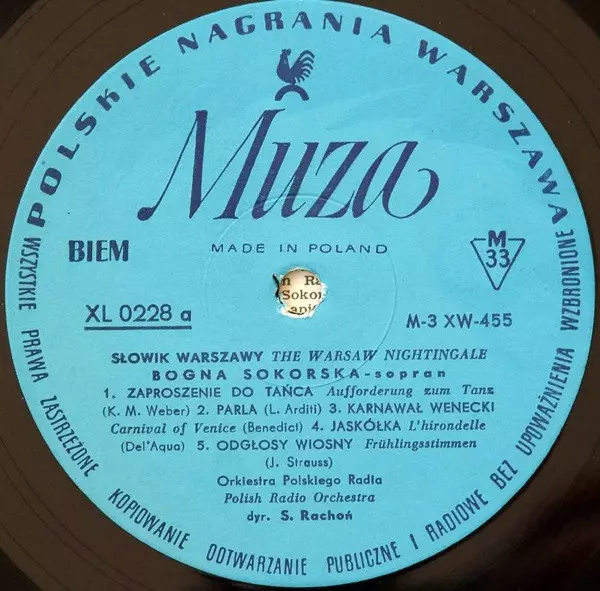 POLSKIE NAGRANIA WARSZAWA
Muza
MADE IN POLAND
BIEM
M
33
XL 0228 a
M-3 XW-455
SŁOWIK WARSZAWY THE WARSAW NIGHTINGALE
BOGNA SOKORSKA-sopran
1. ZAPROSZENIE DO TAŃCA Aufforderung zum Tanz
(K. M. Weber) 2. PARLA (L. Arditi) 3. KARNAWAŁ WENECKI
Carnival of Venice (Benedict) 4. JASKÓŁKA L'hirondelle
(Del'Aqua) 5. ODGŁOSY WIOSNY Frühlingsstimmen
(J. Strauss)
Orkiestra Polskiego Radia
Polish Radio Orchestra
dyr. S. Rachoń
WSZYSTKIE PRAWA ZASTRZEŻONE KOPIOWANIE ODTWARZANIE PUBLICZNE I RADIOWE BEZ UPOWAŻNIENIA WZBRONIONE